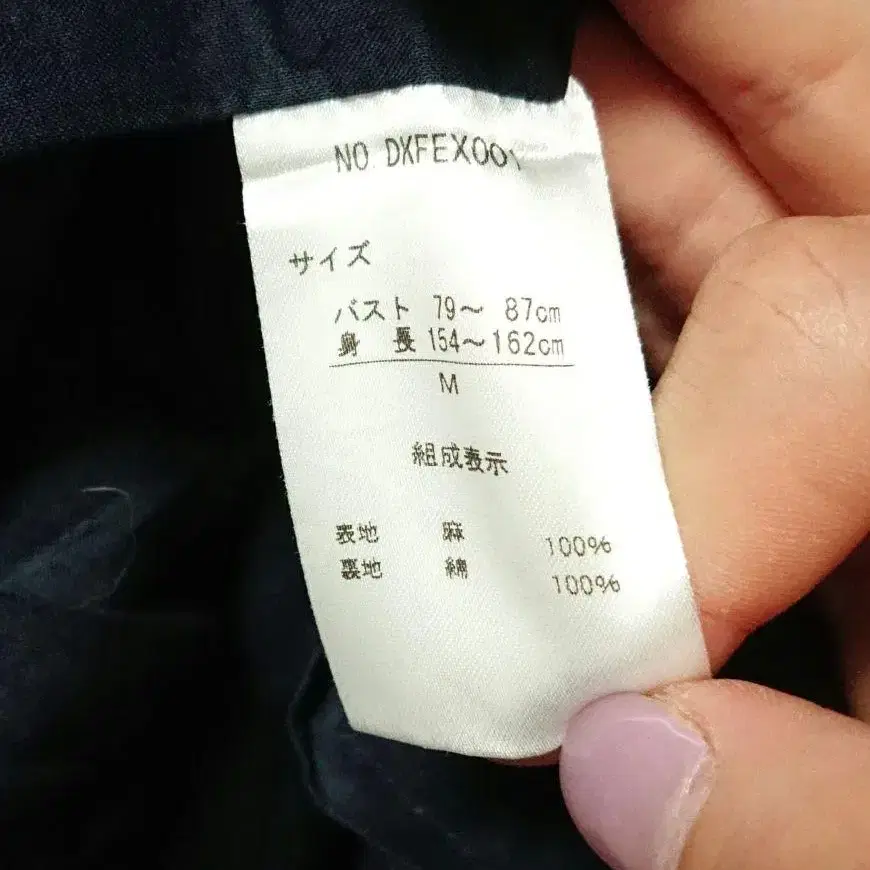 NO. DXFEX001
サイズ
バスト 79～ 87cm
身 長 154～162cm
M
組成表示
表地 麻 100%
裏地 綿 100%